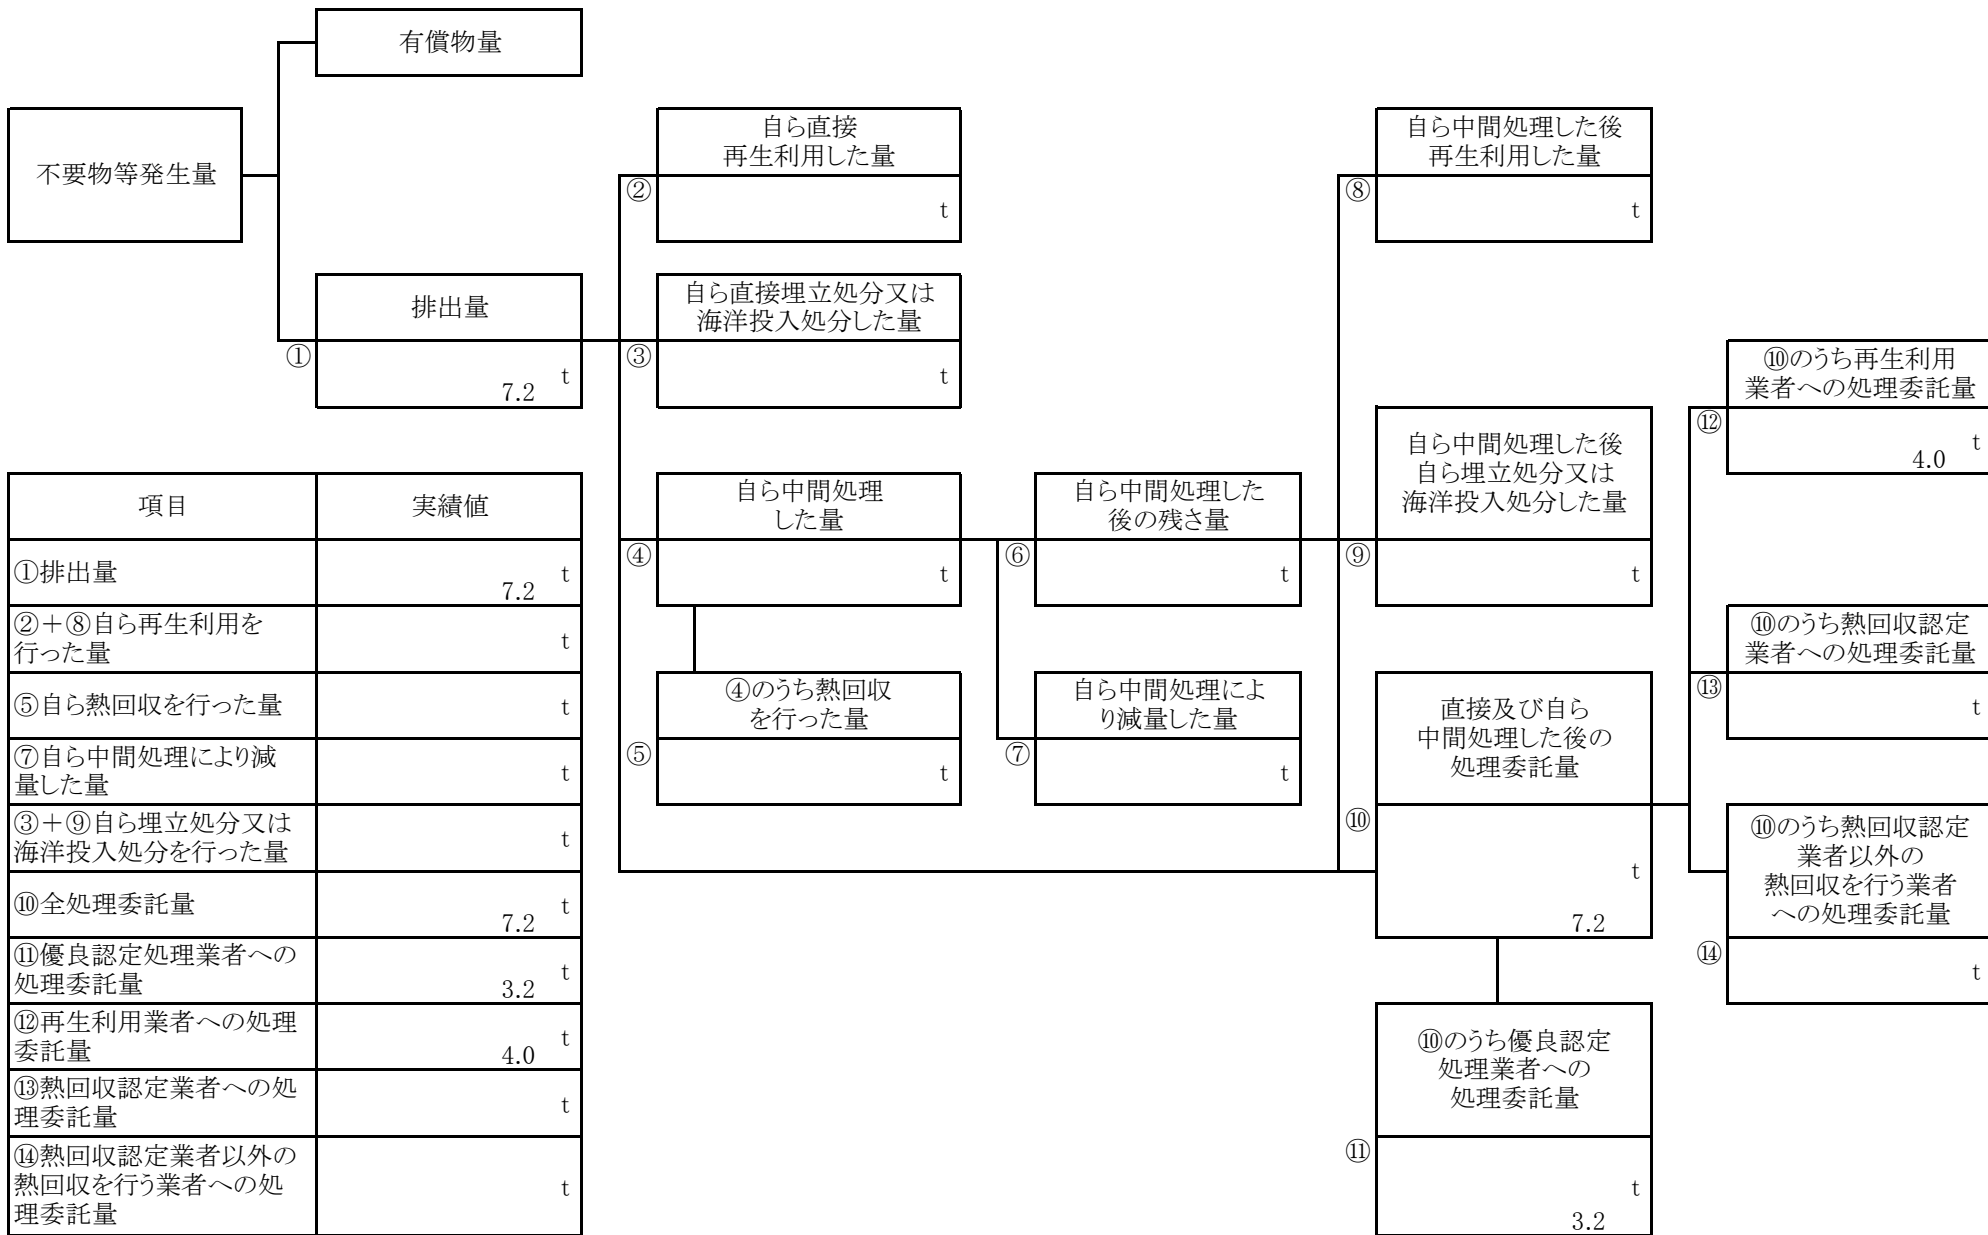 有償物量
不要物等発生量
排出量
①
t
7.2
自ら直接
再生利用した量
②
t
自ら直接埋立処分又は
海洋投入処分した量
③
t
自ら中間処理
した量
④
t
④のうち熱回収
を行った量
⑤
t
自ら中間処理した
後の残さ量
⑥
t
自ら中間処理によ
り減量した量
⑦
t
自ら中間処理した後
再生利用した量
⑧
t
自ら中間処理した後
自ら埋立処分又は
海洋投入処分した量
⑨
t
直接及び自ら
中間処理した後の
処理委託量
⑩
t
7.2
⑩のうち優良認定
処理業者への
処理委託量
⑪
t
3.2
⑩のうち再生利用
業者への処理委託量
⑫
t
4.0
⑩のうち熱回収認定
業者への処理委託量
⑬
t
⑩のうち熱回収認定
業者以外の
熱回収を行う業者
への処理委託量
⑭
t
項目 実績値
①排出量 7.2 t
②＋⑧自ら再生利用を
行った量 t
⑤自ら熱回収を行った量 t
⑦自ら中間処理により減
量した量 t
③＋⑨自ら埋立処分又は
海洋投入処分を行った量 t
⑩全処理委託量 7.2 t
⑪優良認定処理業者への
処理委託量 3.2 t
⑫再生利用業者への処理
委託量 4.0 t
⑬熱回収認定業者への処
理委託量 t
⑭熱回収認定業者以外の
熱回収を行う業者への処
理委託量 t